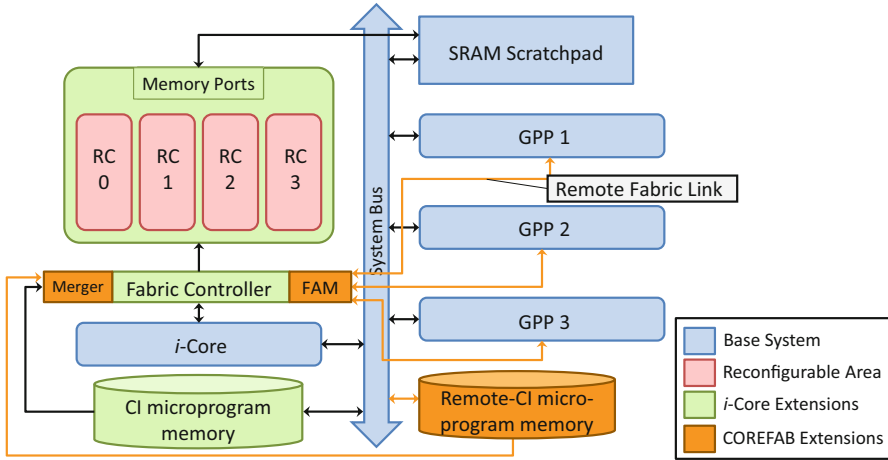 SRAM Scratchpad
Memory Ports
RC
0
RC
1
RC
2
RC
3
GPP 1
Remote Fabric Link
System Bus
GPP 2
Merger
Fabric Controller
FAM
GPP 3
i-Core
CI microprogram
memory
Remote-CI micro-
program memory
Base System
Reconfigurable Area
i-Core Extensions
COREFAB Extensions